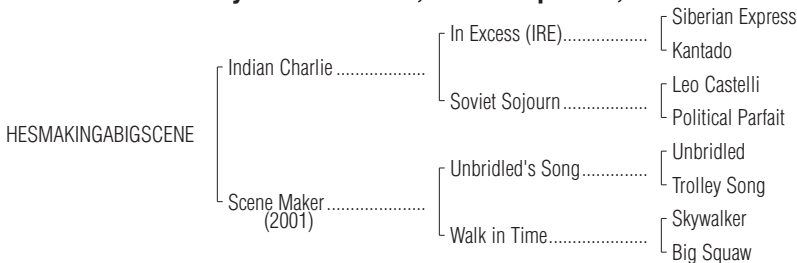 Siberian Express
In Excess (IRE)
Kantado
Indian Charlie
Leo Castelli
Soviet Sojourn
Political Parfait
HESMAKINGABIGSCENE
Unbridled
Unbridled's Song
Trolley Song
Scene Maker
(2001)
Skywalker
Walk in Time
Big Squaw